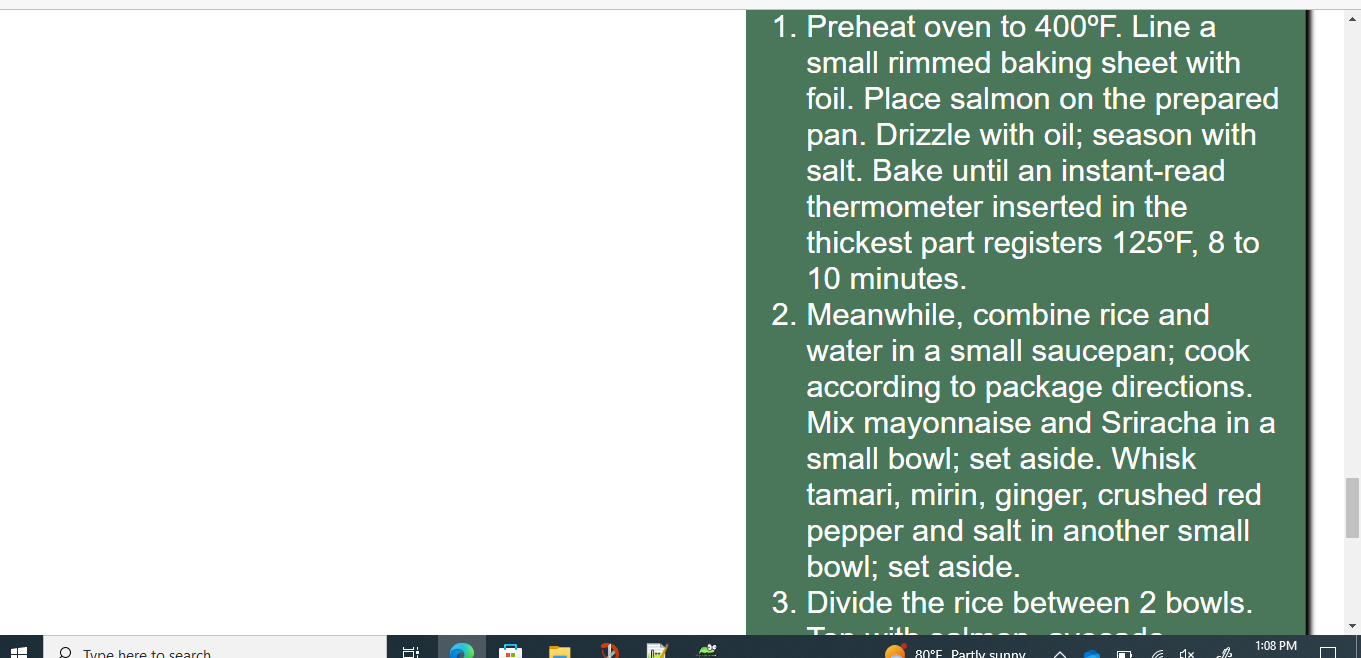 1. Preheat oven to 400ºF. Line a
small rimmed baking sheet with
foil. Place salmon on the prepared
pan. Drizzle with oil; season with
salt. Bake until an instant-read
thermometer inserted in the
thickest part registers 125ºF, 8 to
10 minutes.
2. Meanwhile, combine rice and
water in a small saucepan; cook
according to package directions.
Mix mayonnaise and Sriracha in a
small bowl; set aside. Whisk
tamari, mirin, ginger, crushed red
pepper and salt in another small
bowl; set aside.
3. Divide the rice between 2 bowls.
Top with salmon, avocado,
Type here to search
80°F Partly sunny
1:08 PM